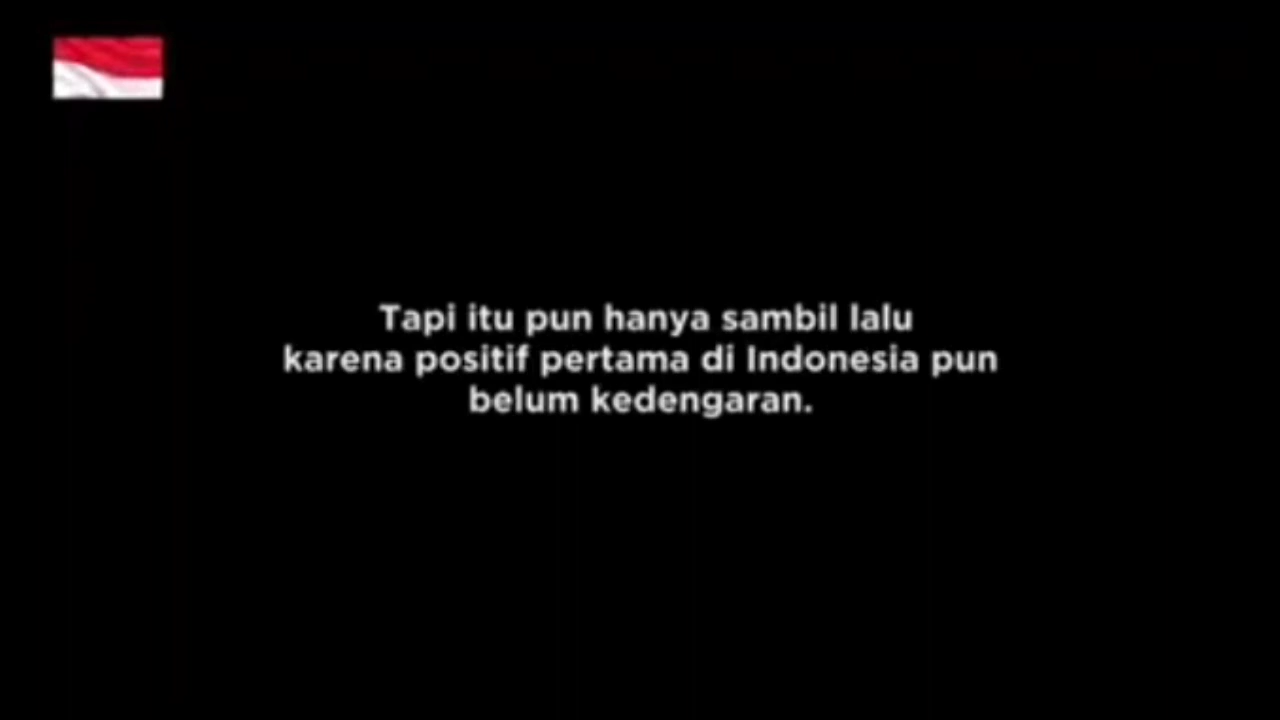 Tapi itu pun hanya sambil lalu
karena positif pertama di Indonesia pun
belum kedengaran.